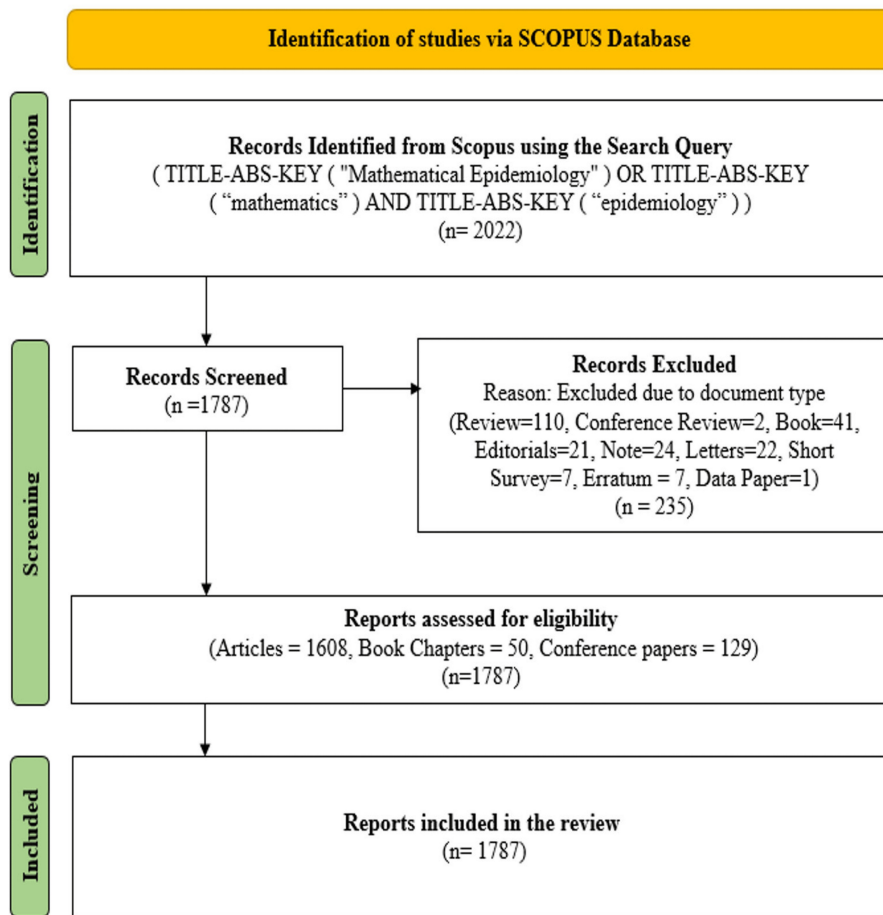 Identification of studies via SCOPUS Database
Identification
Records Identified from Scopus using the Search Query
( TITLE-ABS-KEY ( "Mathematical Epidemiology" ) OR TITLE-ABS-KEY
( “mathematics” ) AND TITLE-ABS-KEY ( “epidemiology” ) )
(n= 2022)
Screening
Records Screened
(n =1787)
Records Excluded
Reason: Excluded due to document type
(Review=110, Conference Review=2, Book=41,
Editorials=21, Note=24, Letters=22, Short
Survey=7, Erratum = 7, Data Paper=1)
(n = 235)
Reports assessed for eligibility
(Articles = 1608, Book Chapters = 50, Conference papers = 129)
(n=1787)
Included
Reports included in the review
(n= 1787)